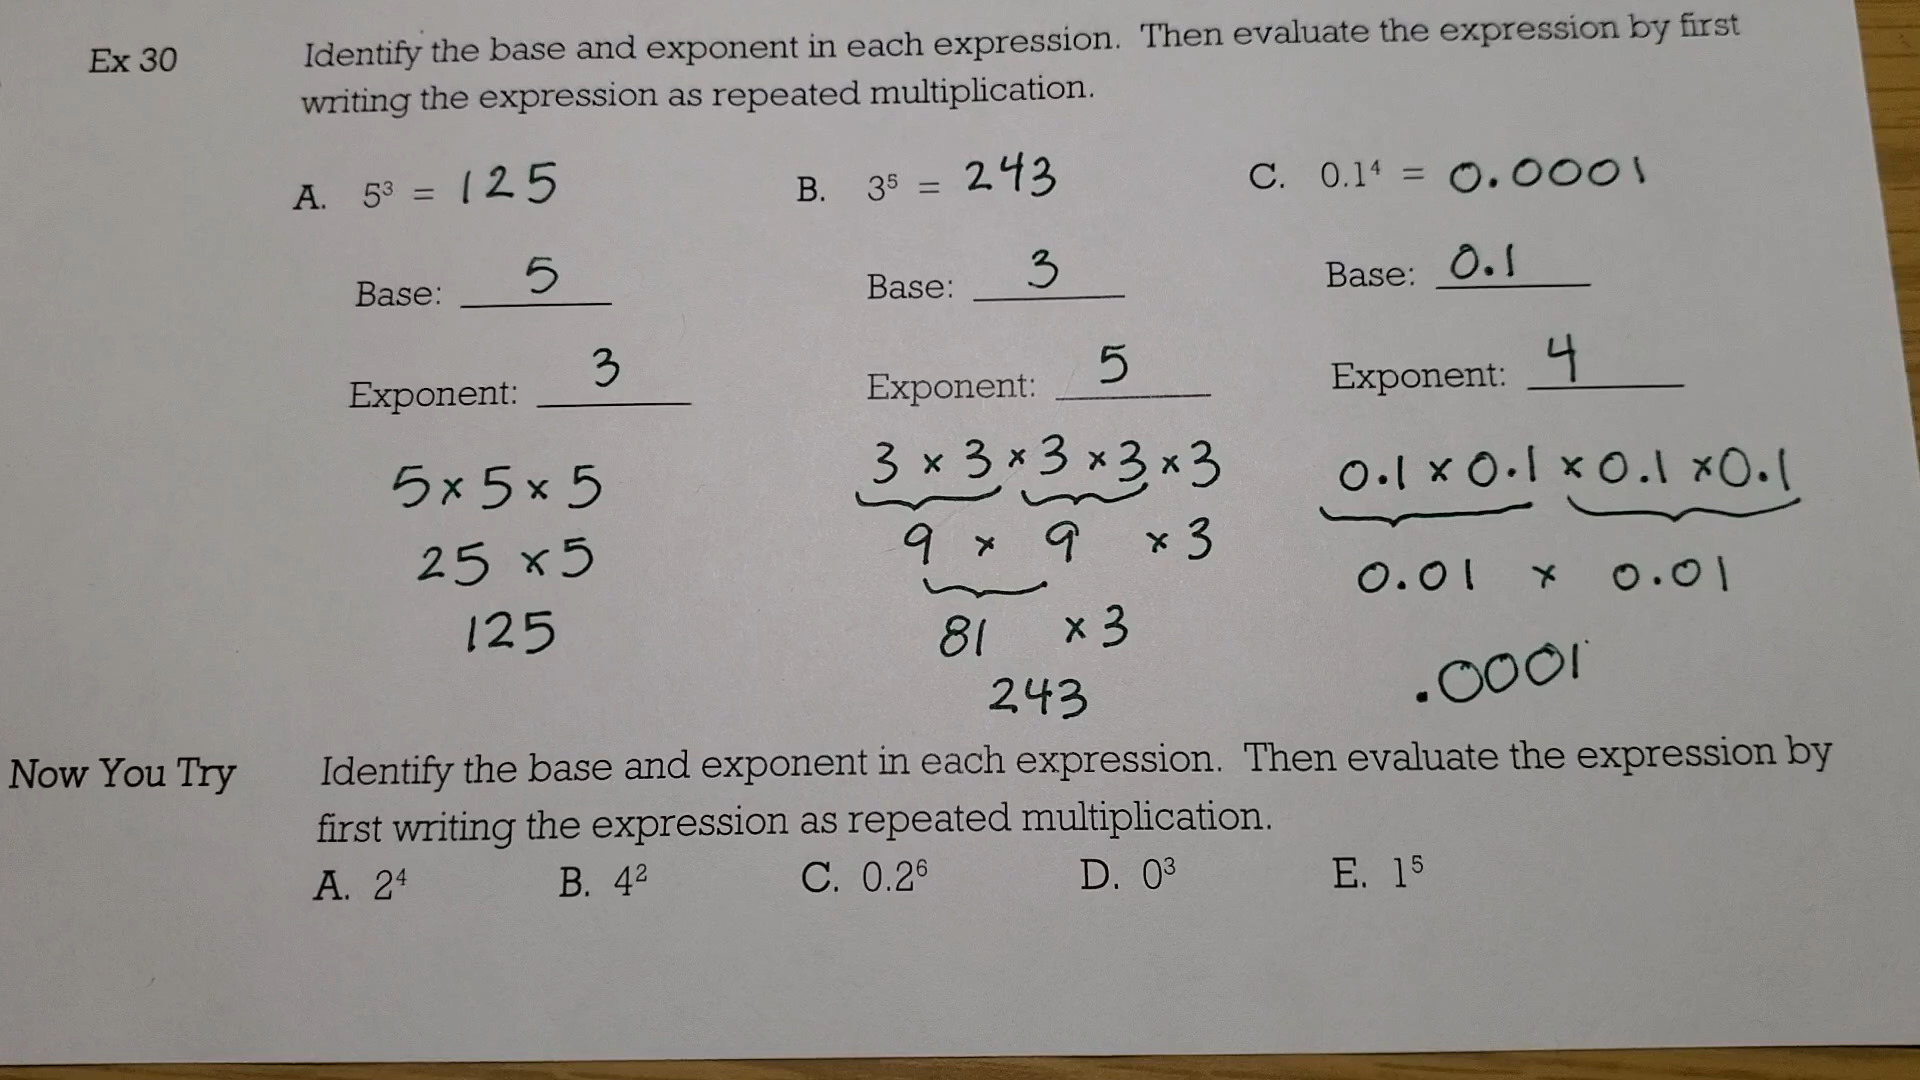 Ex 30 Identify the base and exponent in each expression. Then evaluate the expression by first
writing the expression as repeated multiplication.
A. 5³ = 125 B. 3⁵ = 243 C. 0.1⁴ = 0.0001
Base: 5 Base: 3 Base: 0.1
Exponent: 3 Exponent: 5 Exponent: 4
5 × 5 × 5 3 × 3 × 3 × 3 × 3 0.1 × 0.1 × 0.1 × 0.1
25 × 5 9 × 9 × 3 0.01 × 0.01
125 81 × 3 .0001
243
Now You Try Identify the base and exponent in each expression. Then evaluate the expression by
first writing the expression as repeated multiplication.
A. 2⁴ B. 4² C. 0.2⁶ D. 0³ E. 1⁵